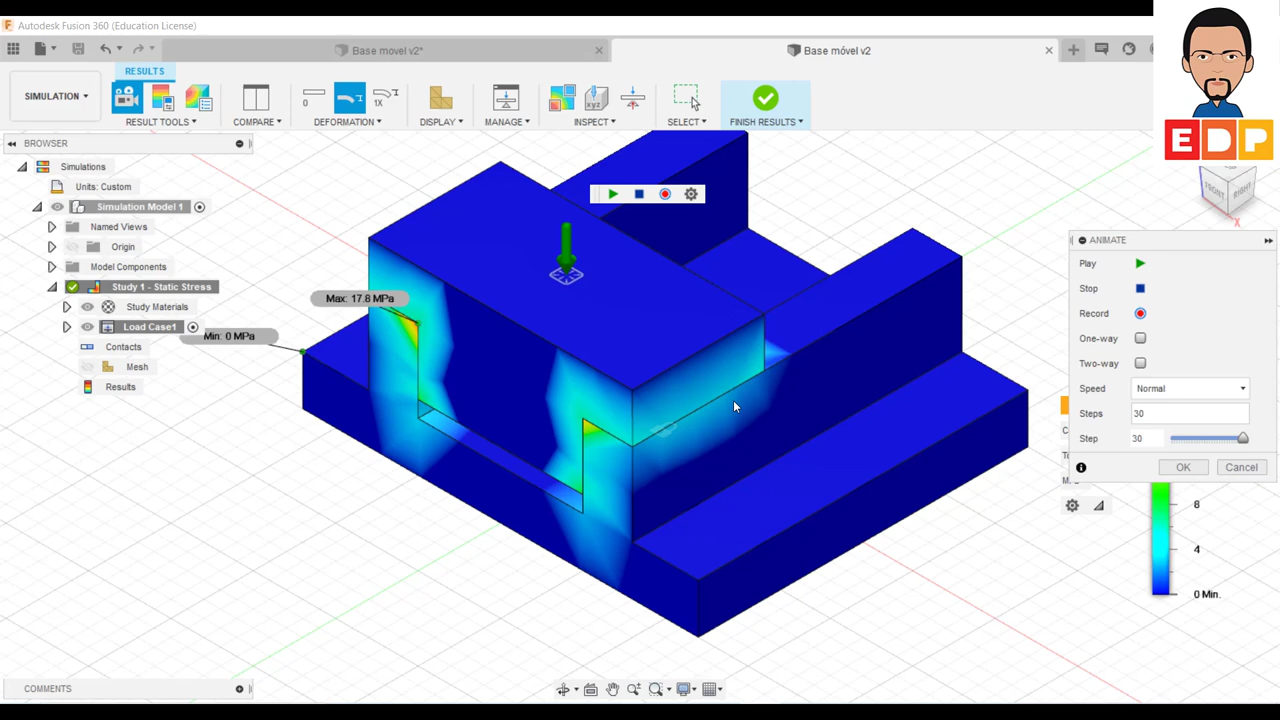 Autodesk Fusion 360 (Education License)
Base movel v2*
Base móvel v2
RESULTS
SIMULATION
0
1X
RESULT TOOLS
COMPARE
DEFORMATION
DISPLAY
MANAGE
xyz
INSPECT
SELECT
FINISH RESULTS
E D P
BROWSER
Simulations
Units: Custom
Simulation Model 1
Named Views
Origin
Model Components
Study 1 - Static Stress
Study Materials
Load Case1
Contacts
Mesh
Results
Max: 17.8 MPa
Min: 0 MPa
FRONT
RIGHT
X
ANIMATE
Play
Stop
Record
One-way
Two-way
Speed Normal
Steps 30
Step 30
OK Cancel
8
4
0 Min.
COMMENTS